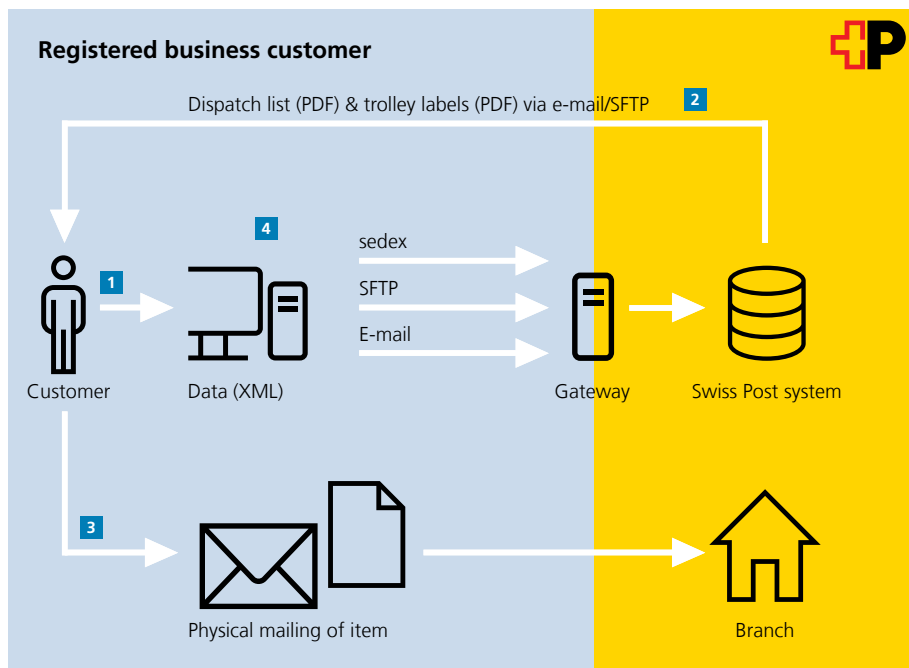 Registered business customer
P
Dispatch list (PDF) & trolley labels (PDF) via e-mail/SFTP 2
4
sedex
1
SFTP
E-mail
Customer
Data (XML)
Gateway
Swiss Post system
3
Physical mailing of item
Branch